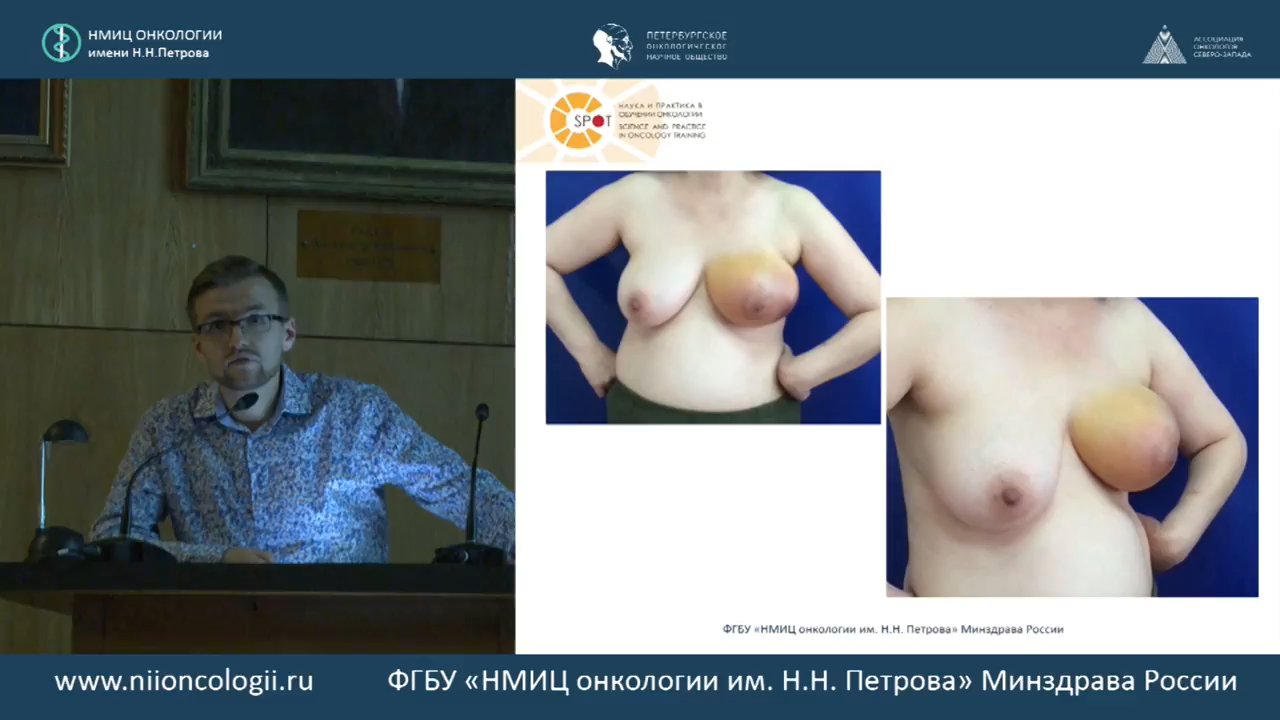 НМИЦ ОНКОЛОГИИ
имени Н.Н.Петрова
ПЕТЕРБУРГСКОЕ
ОНКОЛОГИЧЕСКОЕ
НАУЧНОЕ ОБЩЕСТВО
АССОЦИАЦИЯ
ОНКОЛОГОВ
СЕВЕРО-ЗАПАДА
SPOT
НАУКА И ПРАКТИКА В
ОБУЧЕНИИ ОНКОЛОГИИ
SCIENCE AND PRACTICE
IN ONCOLOGY TRAINING
ФГБУ «НМИЦ онкологии им. Н.Н. Петрова» Минздрава России
www.niioncologii.ru
ФГБУ «НМИЦ онкологии им. Н.Н. Петрова» Минздрава России